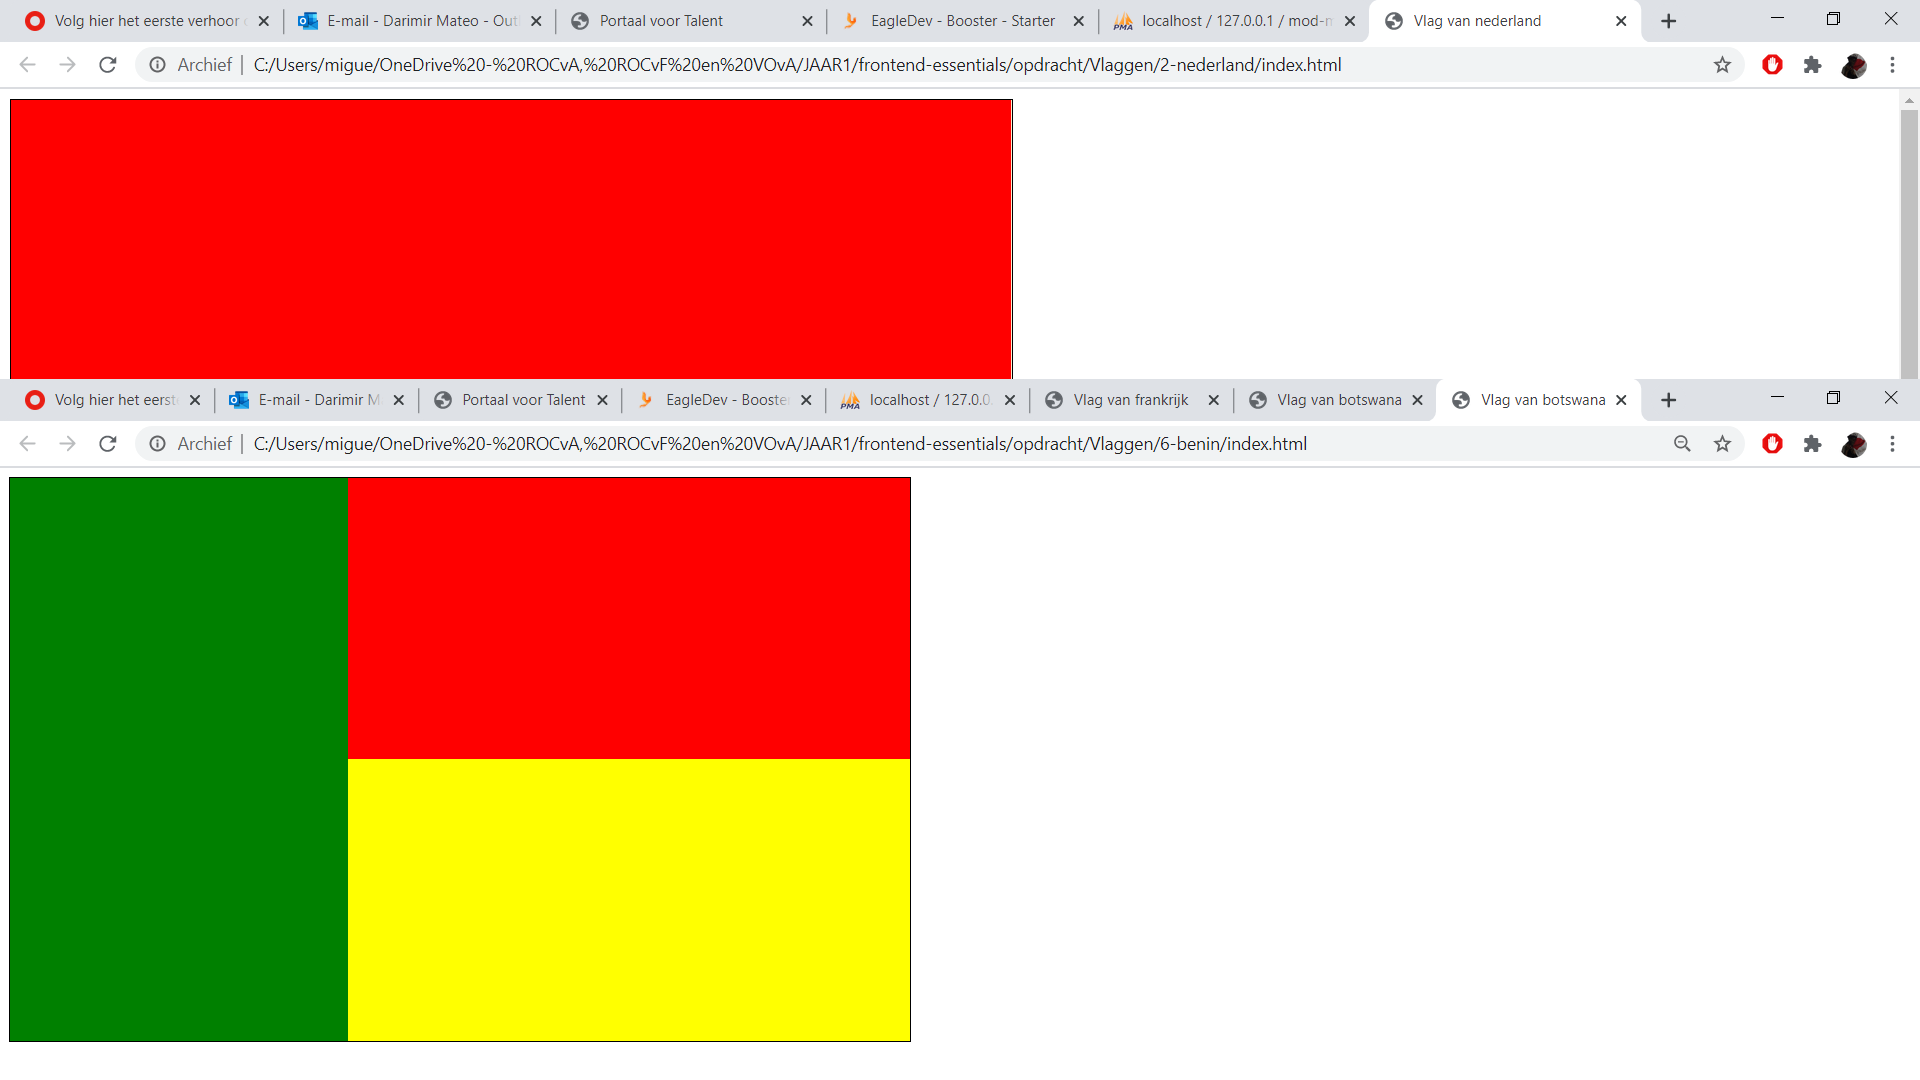 Volg hier het eerste verhoor
E-mail - Darimir Mateo - Out
Portaal voor Talent
EagleDev - Booster - Starter
PMA
localhost / 127.0.0.1 / mod-m
Vlag van nederland
Archief
C:/Users/migue/OneDrive%20-%20ROCvA,%20ROCvF%20en%20VOvA/JAAR1/frontend-essentials/opdracht/Vlaggen/2-nederland/index.html
Volg hier het eerst
E-mail - Darimir M
Portaal voor Talent
EagleDev - Booste
PMA
localhost / 127.0.0
Vlag van frankrijk
Vlag van botswana
Vlag van botswana
Archief
C:/Users/migue/OneDrive%20-%20ROCvA,%20ROCvF%20en%20VOvA/JAAR1/frontend-essentials/opdracht/Vlaggen/6-benin/index.html